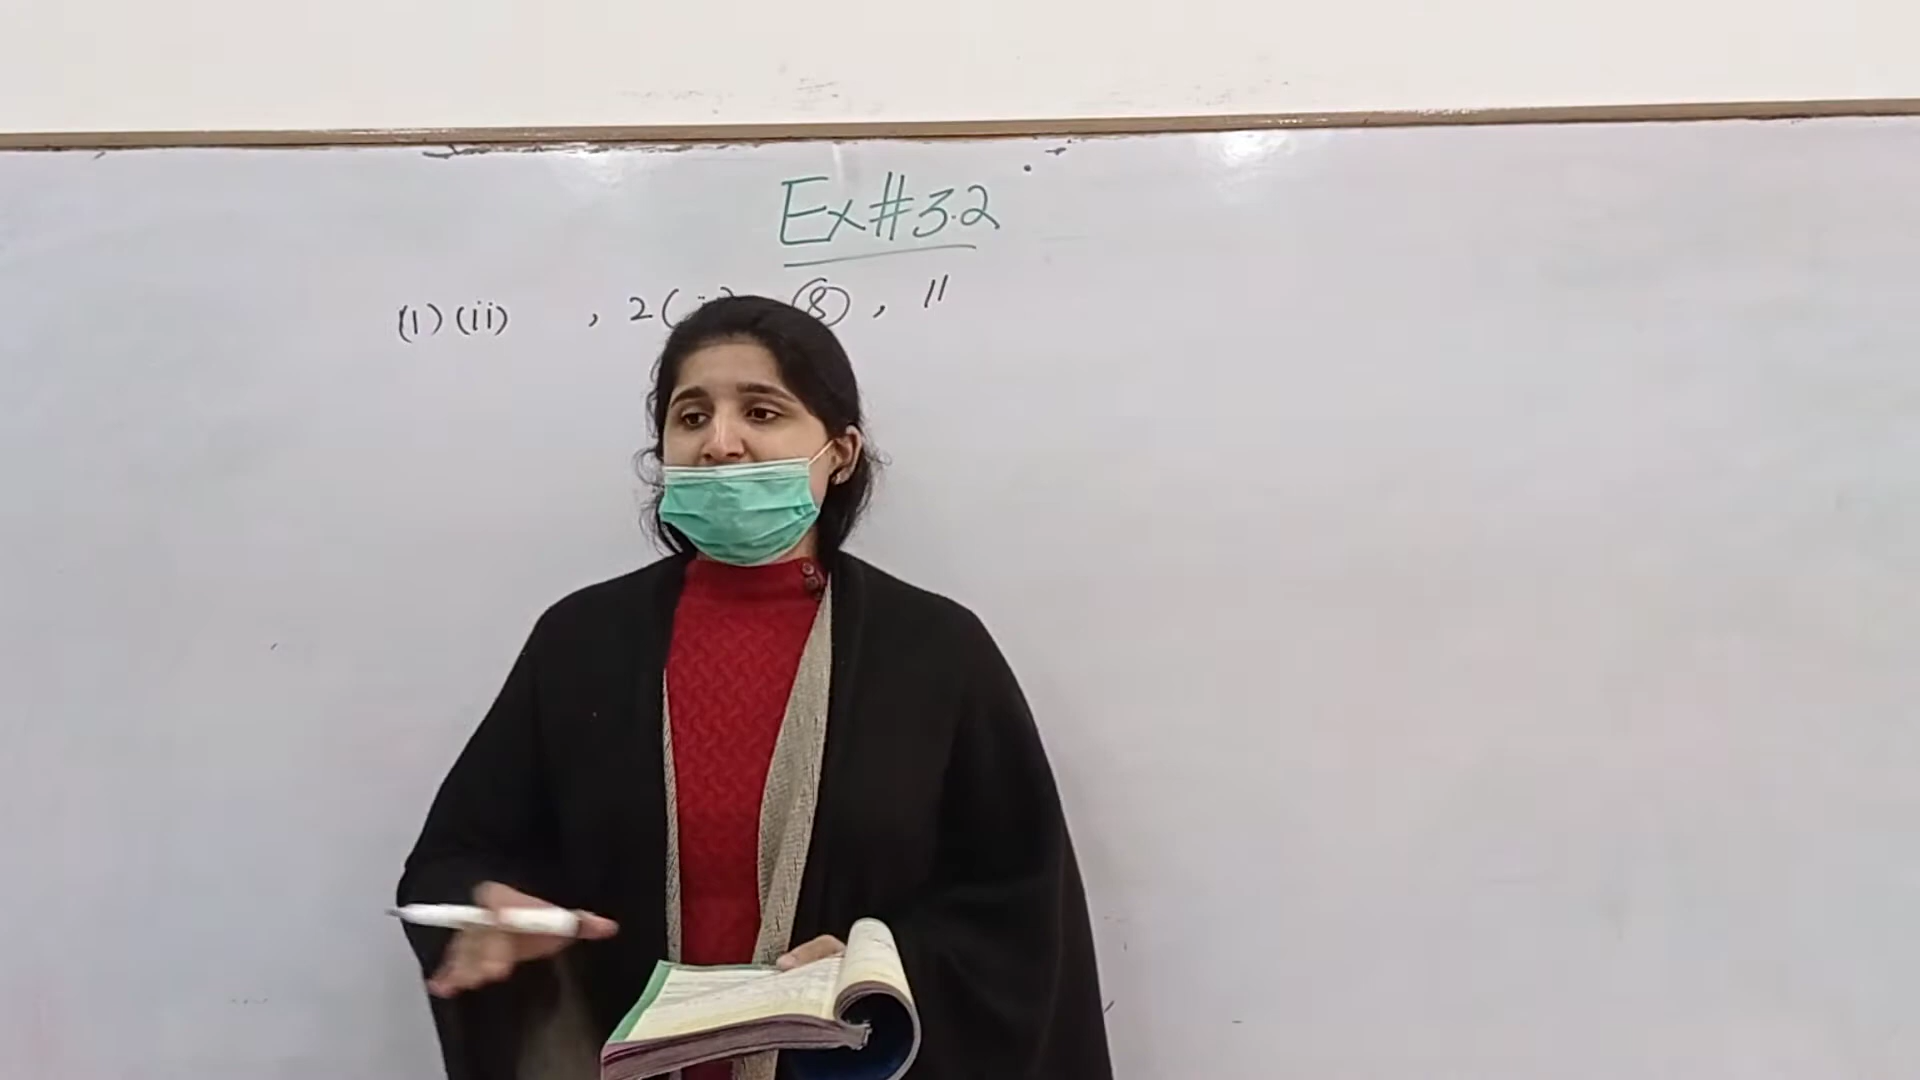 Ex#3.2
(1)(ii) , 2( (8) , 11